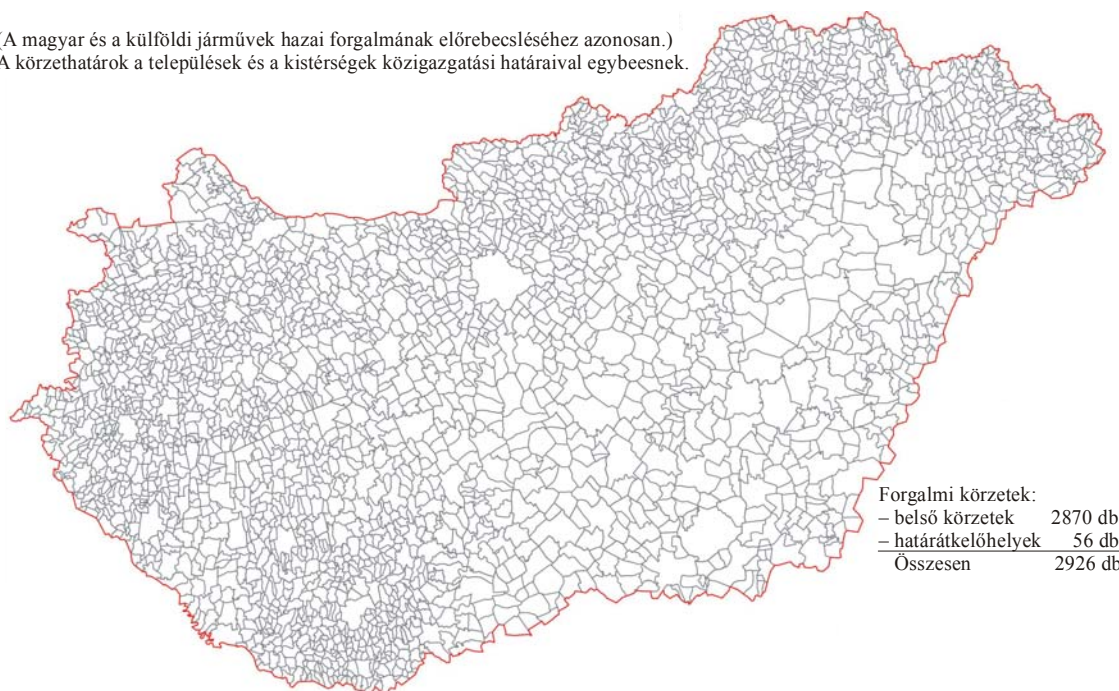 (A magyar és a külföldi járművek hazai forgalmának előrebecsléséhez azonosan.)
A körzethatárok a települések és a kistérségek közigazgatási határaival egybeesnek.
Forgalmi körzetek:
– belső körzetek 2870 db
– határátkelőhelyek 56 db
Összesen 2926 db